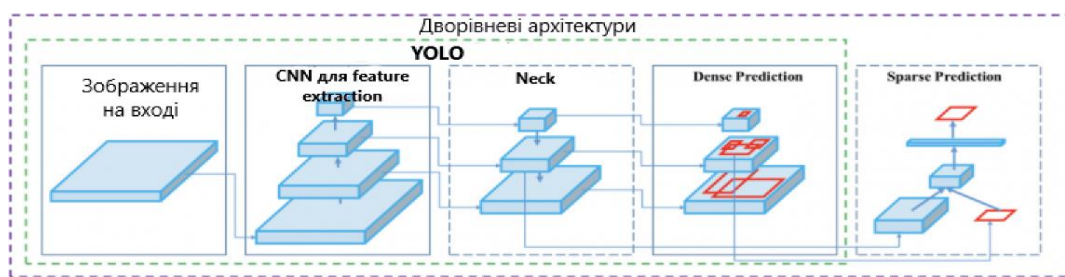 Дворівневі архітектури
YOLO
Зображення
на вході
CNN для feature
extraction
Neck
Dense Prediction
Sparse Prediction